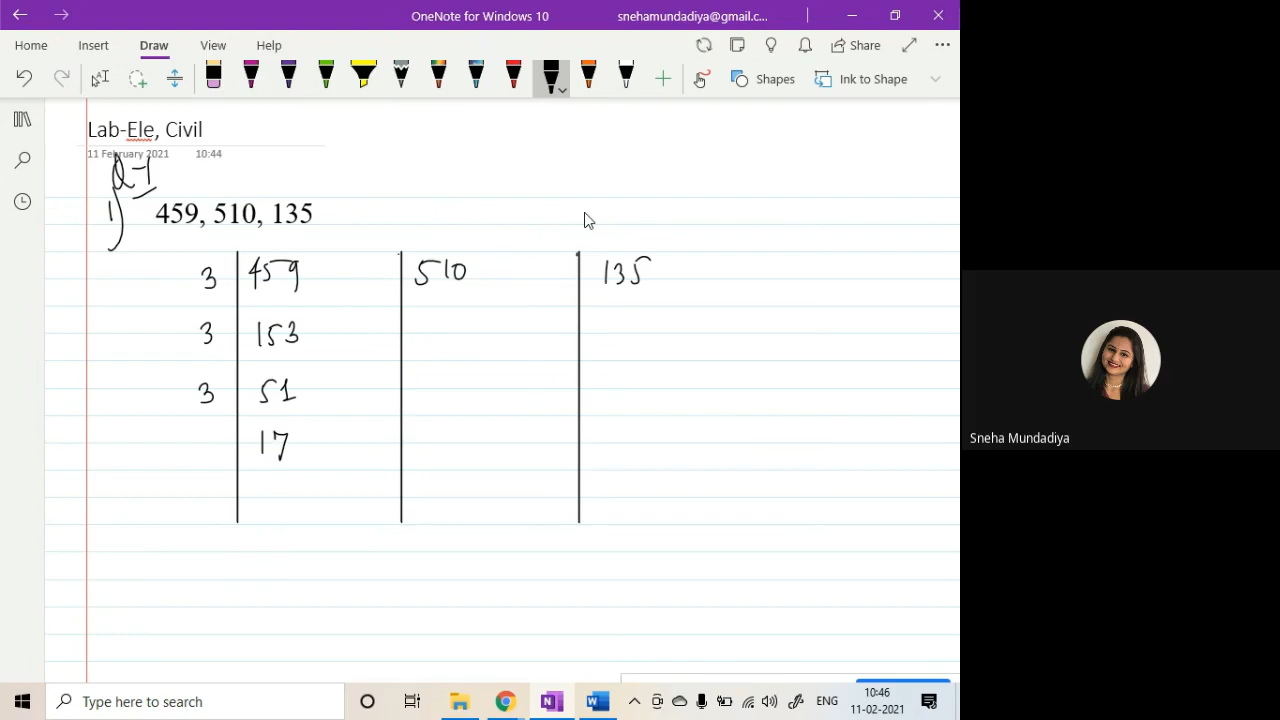 OneNote for Windows 10 snehamundadiya@gmail.c...
Home Insert Draw View Help Share
Shapes Ink to Shape
Lab-Ele, Civil
11 February 2021 10:44
Q-1
1) 459, 510, 135
3 459 510 135
3 153
3 51
17
Sneha Mundadiya
Type here to search
ENG
10:46
11-02-2021